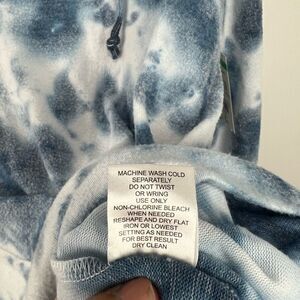 MACHINE WASH COLD
SEPARATELY
DO NOT TWIST
OR WRING
USE ONLY
NON-CHLORINE BLEACH
WHEN NEEDED
RESHAPE AND DRY FLAT
IRON OR LOWEST
SETTING AS NEEDED
FOR BEST RESULT
DRY CLEAN